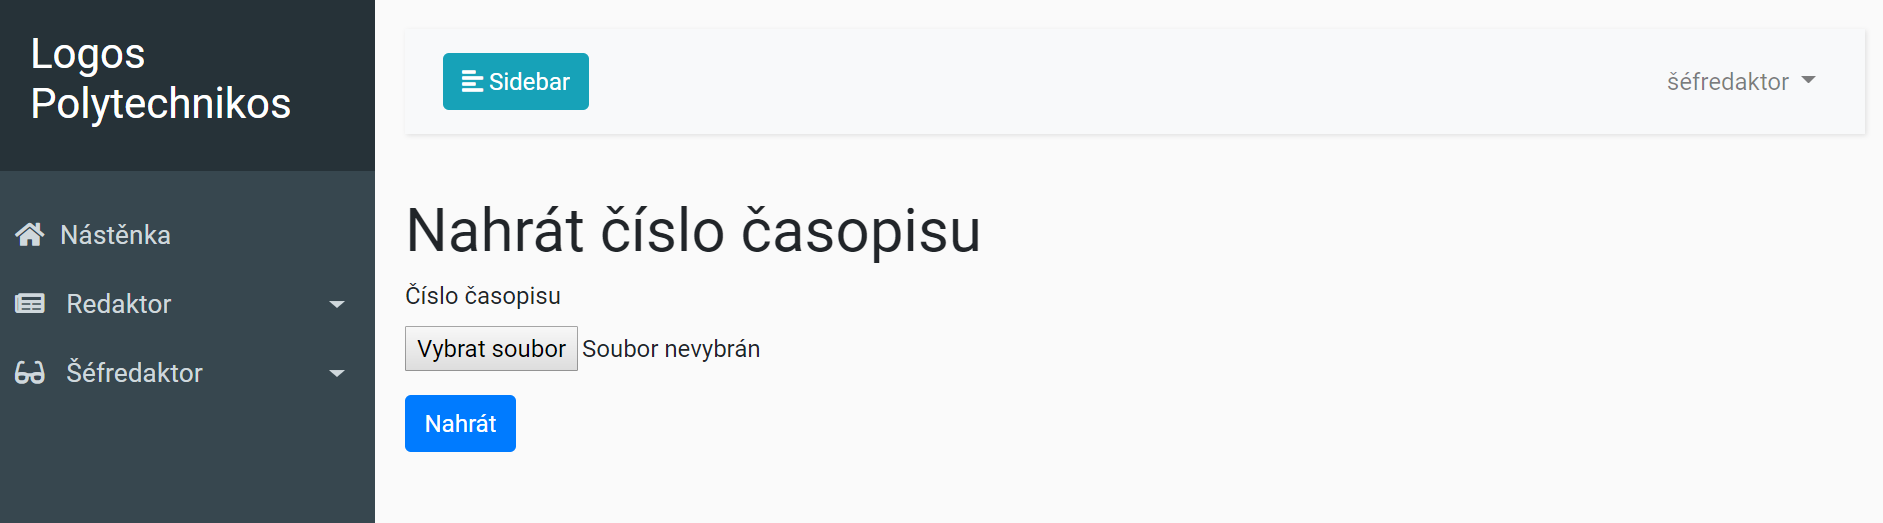 Logos
Polytechnikos
Nástěnka
Redaktor
Šéfredaktor
Sidebar
šéfredaktor
Nahrát číslo časopisu
Číslo časopisu
Vybrat soubor Soubor nevybrán
Nahrát